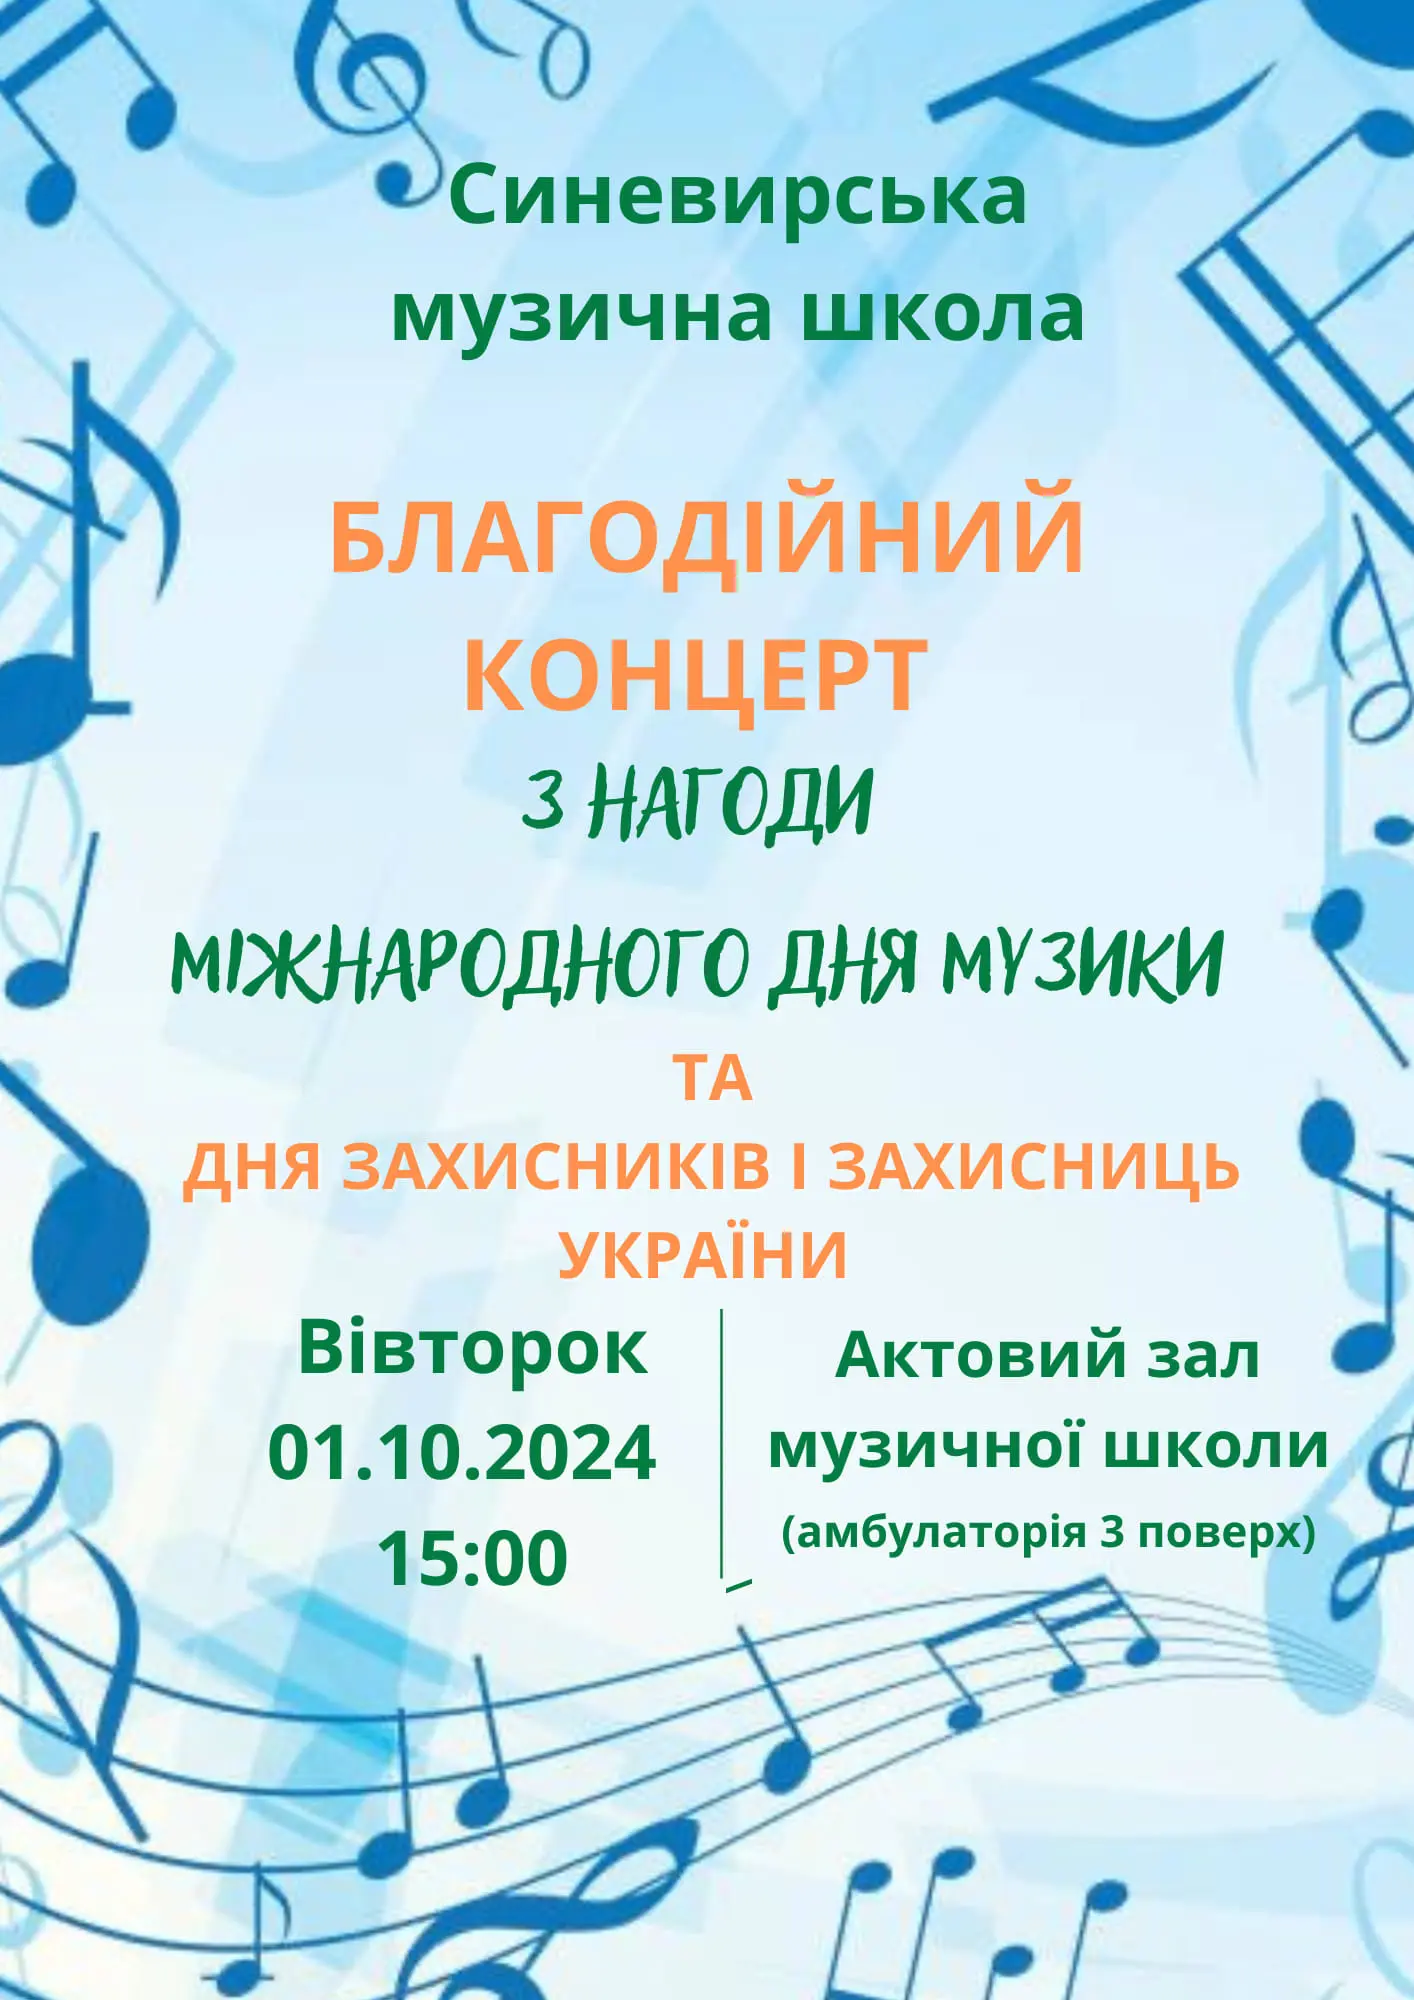 Синевирська
музична школа
БЛАГОДІЙНИЙ
КОНЦЕРТ
З НАГОДИ
МІЖНАРОДНОГО ДНЯ МУЗИКИ
ТА
ДНЯ ЗАХИСНИКІВ І ЗАХИСНИЦЬ
УКРАЇНИ
Вівторок
01.10.2024
15:00
Актовий зал
музичної школи
(амбулаторія 3 поверх)